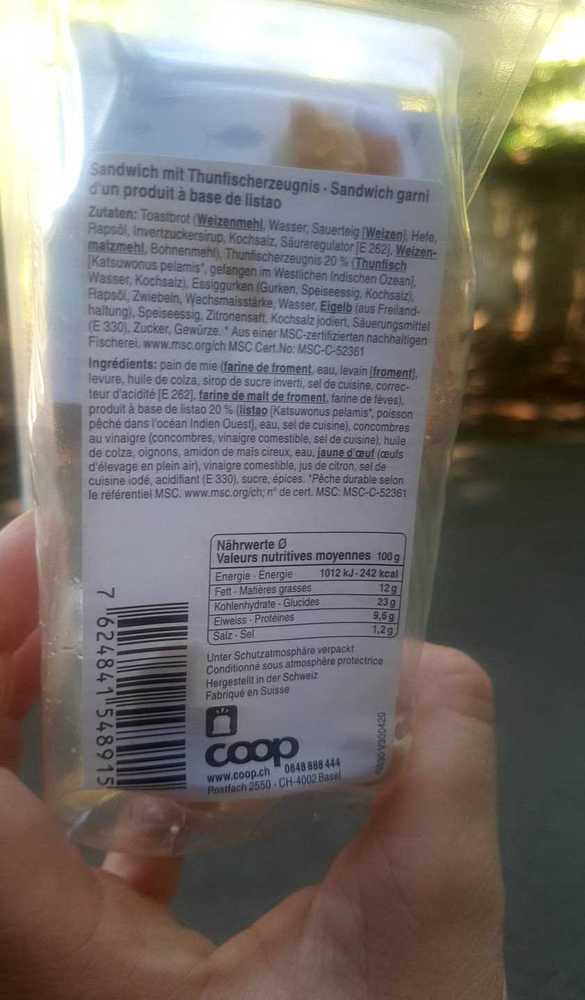 Sandwich mit Thunfischerzeugnis · Sandwich garni
d'un produit à base de listao
Zutaten: Toastbrot (Weizenmehl, Wasser, Sauerteig [Weizen], Hefe,
Rapsöl, Invertzuckersirup, Kochsalz, Säureregulator [E 262], Weizen-
malzmehl, Bohnenmehl), Thunfischerzeugnis 20 % (Thunfisch
[Katsuwonus pelamis*, gefangen im Westlichen Indischen Ozean],
Wasser, Kochsalz), Essiggurken (Gurken, Speiseessig, Kochsalz),
Rapsöl, Zwiebeln, Wachsmaisstärke, Wasser, Eigelb (aus Freiland-
haltung), Speiseessig, Zitronensaft, Kochsalz jodiert, Säuerungsmittel
(E 330), Zucker, Gewürze. * Aus einer MSC-zertifizierten nachhaltigen
Fischerei. www.msc.org/ch MSC Cert.No: MSC-C-52361
Ingrédients: pain de mie (farine de froment, eau, levain [froment],
levure, huile de colza, sirop de sucre inverti, sel de cuisine, correc-
teur d'acidité [E 262], farine de malt de froment, farine de fèves),
produit à base de listao 20 % (listao [Katsuwonus pelamis*, poisson
pêché dans l'océan Indien Ouest], eau, sel de cuisine), concombres
au vinaigre (concombres, vinaigre comestible, sel de cuisine), huile
de colza, oignons, amidon de maïs cireux, eau, jaune d'œuf (œufs
d'élevage en plein air), vinaigre comestible, jus de citron, sel de
cuisine iodé, acidifiant (E 330), sucre, épices. *Pêche durable selon
le référentiel MSC. www.msc.org/ch; n° de cert. MSC: MSC-C-52361
Nährwerte Ø
Valeurs nutritives moyennes 100 g
Energie · Énergie 1012 kJ - 242 kcal
Fett · Matières grasses 12 g
Kohlenhydrate · Glucides 23 g
Eiweiss · Protéines 9,6 g
Salz · Sel 1,2 g
Unter Schutzatmosphäre verpackt
Conditionné sous atmosphère protectrice
Hergestellt in der Schweiz
Fabriqué en Suisse
coop
www.coop.ch 0848 888 444
Postfach 2550 · CH-4002 Basel
7 624841 548915